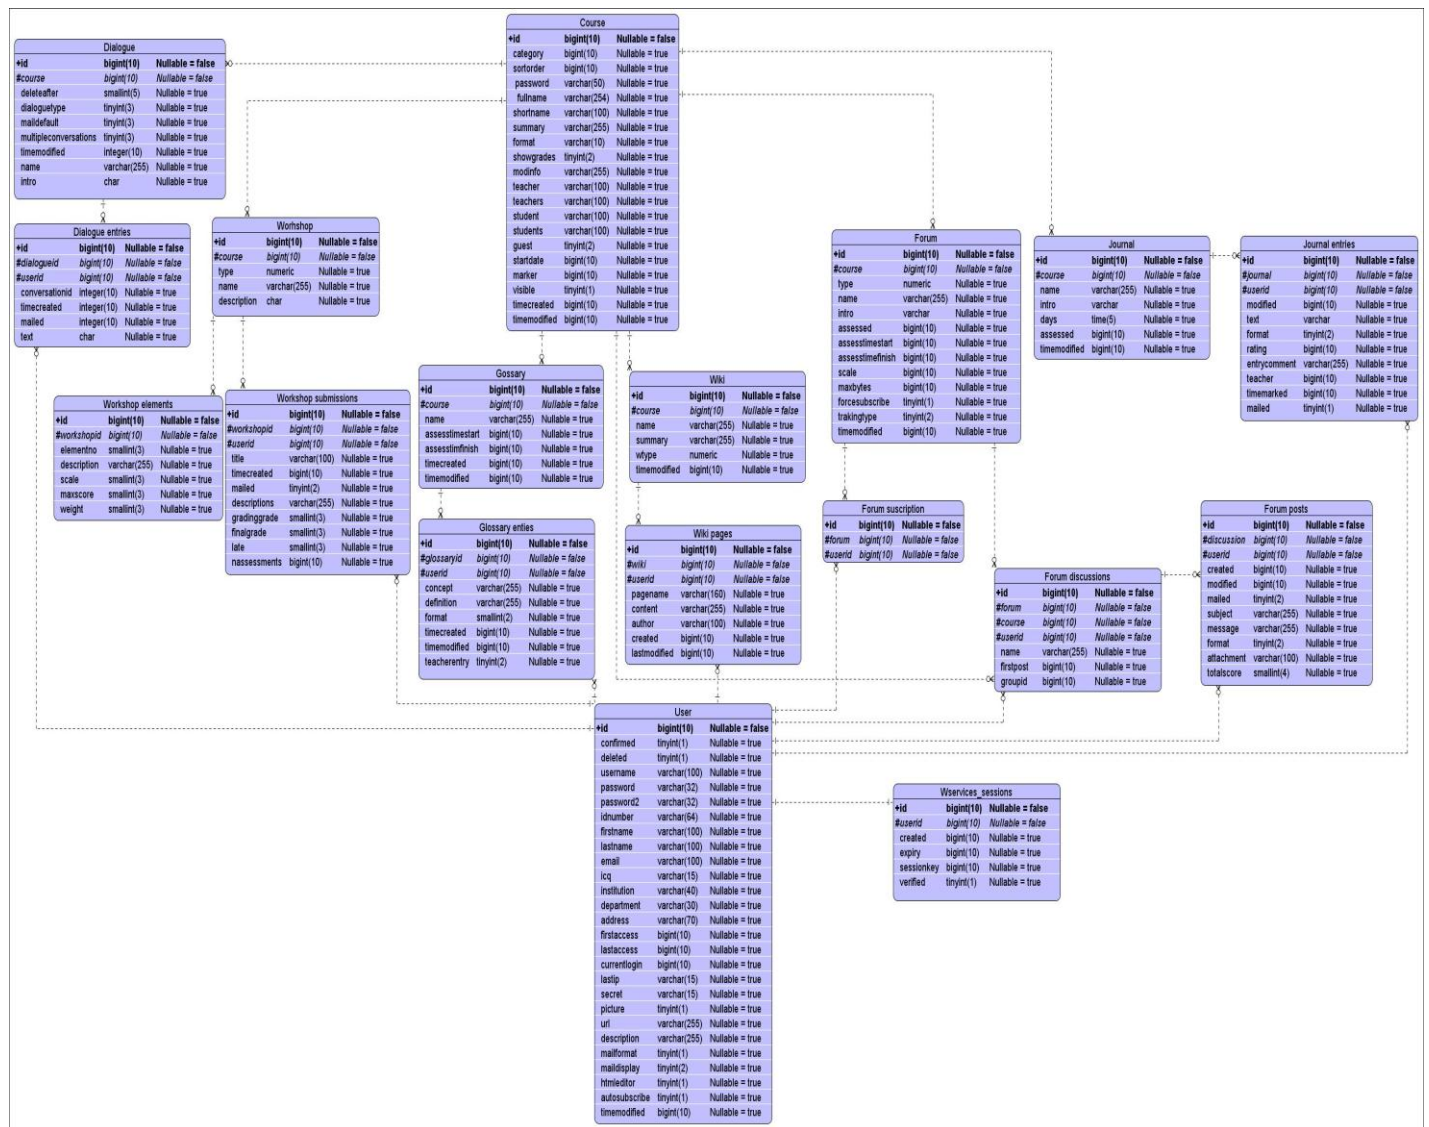 Course
+id bigint(10) Nullable = false
category bigint(10) Nullable = true
sortorder bigint(10) Nullable = true
password varchar(50) Nullable = true
fullname varchar(254) Nullable = true
shortname varchar(100) Nullable = true
summary varchar(255) Nullable = true
format varchar(10) Nullable = true
showgrades tinyint(2) Nullable = true
modinfo varchar(255) Nullable = true
teacher varchar(100) Nullable = true
teachers varchar(100) Nullable = true
student varchar(100) Nullable = true
students varchar(100) Nullable = true
guest tinyint(2) Nullable = true
startdate bigint(10) Nullable = true
marker bigint(10) Nullable = true
visible tinyint(1) Nullable = true
timecreated bigint(10) Nullable = true
timemodified bigint(10) Nullable = true
Dialogue
+id bigint(10) Nullable = false
#course bigint(10) Nullable = false
deleteafter smallint(5) Nullable = true
dialoguetype tinyint(3) Nullable = true
maildefault tinyint(3) Nullable = true
multipleconversations tinyint(3) Nullable = true
timemodified integer(10) Nullable = true
name varchar(255) Nullable = true
intro char Nullable = true
Dialogue entries
+id bigint(10) Nullable = false
#dialogueid bigint(10) Nullable = false
#userid bigint(10) Nullable = false
conversationid integer(10) Nullable = true
timecreated integer(10) Nullable = true
mailed integer(10) Nullable = true
text char Nullable = true
Workshop
+id bigint(10) Nullable = false
#course bigint(10) Nullable = false
type numeric Nullable = true
name varchar(255) Nullable = true
description char Nullable = true
Forum
+id bigint(10) Nullable = false
#course bigint(10) Nullable = false
type numeric Nullable = true
name varchar(255) Nullable = true
intro varchar Nullable = true
assessed bigint(10) Nullable = true
assesstimestart bigint(10) Nullable = true
assesstimefinish bigint(10) Nullable = true
scale bigint(10) Nullable = true
maxbytes bigint(10) Nullable = true
forcesubscribe tinyint(1) Nullable = true
trakingtype tinyint(2) Nullable = true
timemodified bigint(10) Nullable = true
Journal
+id bigint(10) Nullable = false
#course bigint(10) Nullable = false
name varchar(255) Nullable = true
intro varchar Nullable = true
days time(5) Nullable = true
assessed bigint(10) Nullable = true
timemodified bigint(10) Nullable = true
Journal entries
+id bigint(10) Nullable = false
#journal bigint(10) Nullable = false
#userid bigint(10) Nullable = false
modified bigint(10) Nullable = true
text varchar Nullable = true
format tinyint(2) Nullable = true
rating bigint(10) Nullable = true
entrycomment varchar(255) Nullable = true
teacher bigint(10) Nullable = true
timemarked bigint(10) Nullable = true
mailed tinyint(1) Nullable = true
Workshop elements
+id bigint(10) Nullable = false
#workshopid bigint(10) Nullable = false
elementno smallint(3) Nullable = true
description varchar(255) Nullable = true
scale smallint(3) Nullable = true
maxscore smallint(3) Nullable = true
weight smallint(3) Nullable = true
Workshop submissions
+id bigint(10) Nullable = false
#workshopid bigint(10) Nullable = false
#userid bigint(10) Nullable = false
title varchar(100) Nullable = true
timecreated bigint(10) Nullable = true
mailed tinyint(2) Nullable = true
descriptions varchar(255) Nullable = true
gradinggrade smallint(3) Nullable = true
finalgrade smallint(3) Nullable = true
late smallint(3) Nullable = true
nassessments bigint(10) Nullable = true
Gossary
+id bigint(10) Nullable = false
#course bigint(10) Nullable = false
name varchar(255) Nullable = true
assesstimestart bigint(10) Nullable = true
assesstimfinish bigint(10) Nullable = true
timecreated bigint(10) Nullable = true
timemodified bigint(10) Nullable = true
Wiki
+id bigint(10) Nullable = false
#course bigint(10) Nullable = false
name varchar(255) Nullable = true
summary varchar(255) Nullable = true
wtype numeric Nullable = true
timemodified bigint(10) Nullable = true
Glossary enties
+id bigint(10) Nullable = false
#glossaryid bigint(10) Nullable = false
#userid bigint(10) Nullable = false
concept varchar(255) Nullable = true
definition varchar(255) Nullable = true
format smallint(2) Nullable = true
timecreated bigint(10) Nullable = true
timemodified bigint(10) Nullable = true
teacherentry tinyint(2) Nullable = true
Wiki pages
+id bigint(10) Nullable = false
#wiki bigint(10) Nullable = false
#userid bigint(10) Nullable = false
pagename varchar(160) Nullable = true
content varchar(255) Nullable = true
author varchar(100) Nullable = true
created bigint(10) Nullable = true
lastmodified bigint(10) Nullable = true
Forum suscription
+id bigint(10) Nullable = false
#forum bigint(10) Nullable = false
#userid bigint(10) Nullable = false
Forum discussions
+id bigint(10) Nullable = false
#forum bigint(10) Nullable = false
#course bigint(10) Nullable = false
#userid bigint(10) Nullable = false
name varchar(255) Nullable = true
firstpost bigint(10) Nullable = true
groupid bigint(10) Nullable = true
Forum posts
+id bigint(10) Nullable = false
#discussion bigint(10) Nullable = false
#userid bigint(10) Nullable = false
created bigint(10) Nullable = true
modified bigint(10) Nullable = true
mailed tinyint(2) Nullable = true
subject varchar(255) Nullable = true
message varchar(255) Nullable = true
format tinyint(2) Nullable = true
attachment varchar(100) Nullable = true
totalscore smallint(4) Nullable = true
User
+id bigint(10) Nullable = false
confirmed tinyint(1) Nullable = true
deleted tinyint(1) Nullable = true
username varchar(100) Nullable = true
password varchar(32) Nullable = true
password2 varchar(32) Nullable = true
idnumber varchar(64) Nullable = true
firstname varchar(100) Nullable = true
lastname varchar(100) Nullable = true
email varchar(100) Nullable = true
icq varchar(15) Nullable = true
institution varchar(40) Nullable = true
department varchar(30) Nullable = true
address varchar(70) Nullable = true
firstaccess bigint(10) Nullable = true
lastaccess bigint(10) Nullable = true
currentlogin bigint(10) Nullable = true
lastip varchar(15) Nullable = true
secret varchar(15) Nullable = true
picture tinyint(1) Nullable = true
url varchar(255) Nullable = true
description varchar(255) Nullable = true
mailformat tinyint(1) Nullable = true
maildisplay tinyint(2) Nullable = true
htmleditor tinyint(1) Nullable = true
autosubscribe tinyint(1) Nullable = true
timemodified bigint(10) Nullable = true
Wservices_sessions
+id bigint(10) Nullable = false
#userid bigint(10) Nullable = false
created bigint(10) Nullable = true
expiry bigint(10) Nullable = true
sessionkey bigint(10) Nullable = true
verified tinyint(1) Nullable = true